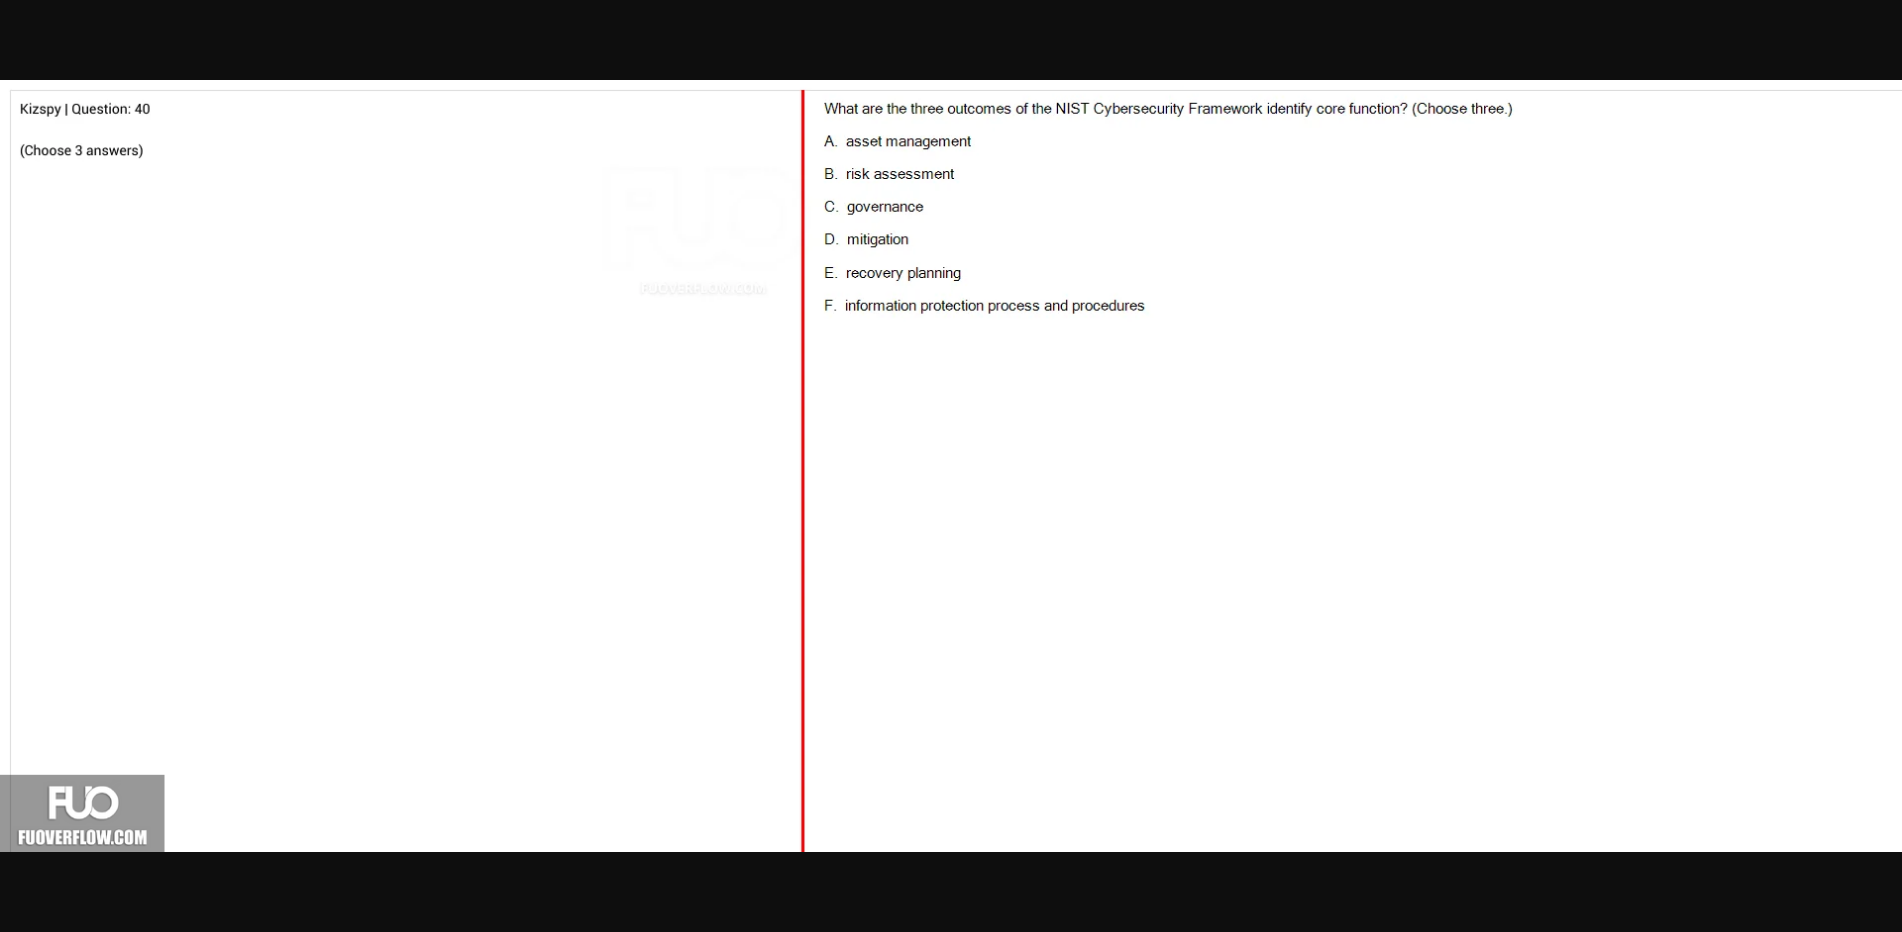 Kizspy | Question: 40
(Choose 3 answers)
What are the three outcomes of the NIST Cybersecurity Framework identify core function? (Choose three.)
A. asset management
B. risk assessment
C. governance
D. mitigation
E. recovery planning
F. information protection process and procedures
FUO
FUOVERFLOW.COM
FUO
FUOVERFLOW.COM